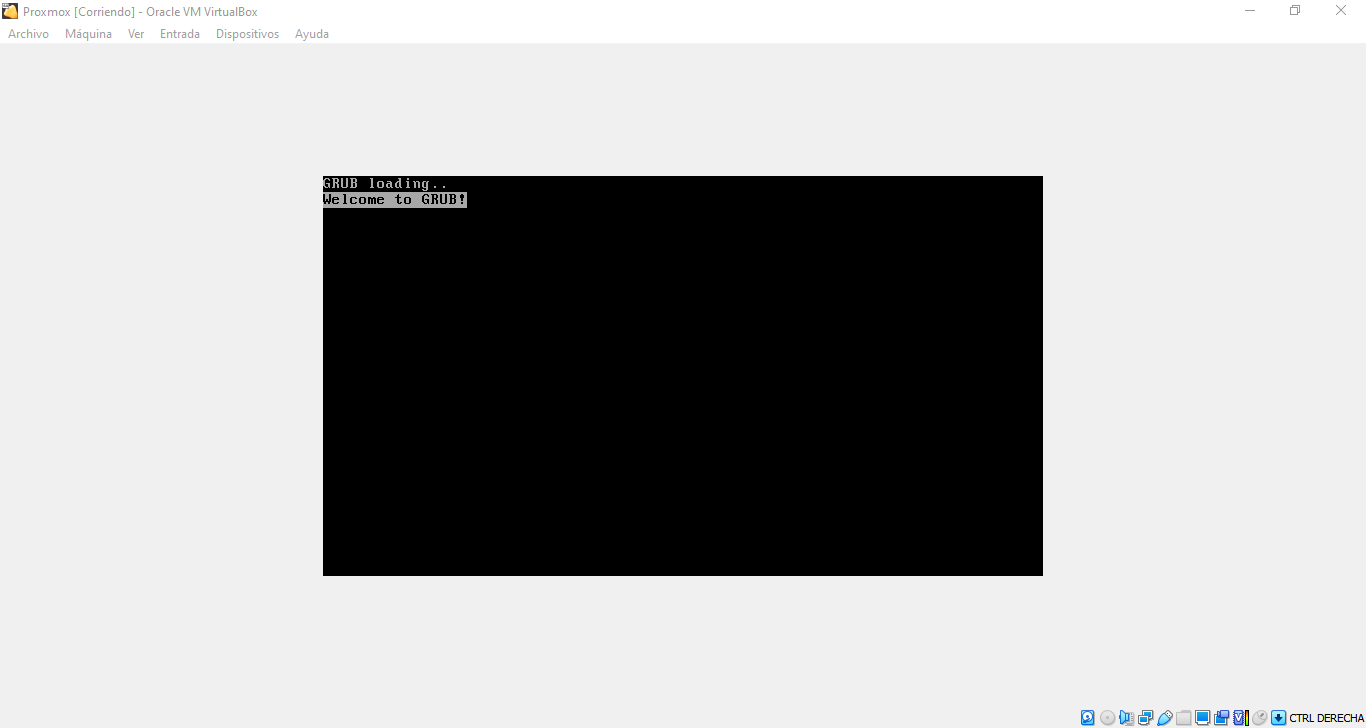 Proxmox [Corriendo] - Oracle VM VirtualBox
Archivo Máquina Ver Entrada Dispositivos Ayuda
GRUB loading..
Welcome to GRUB!
CTRL DERECHA